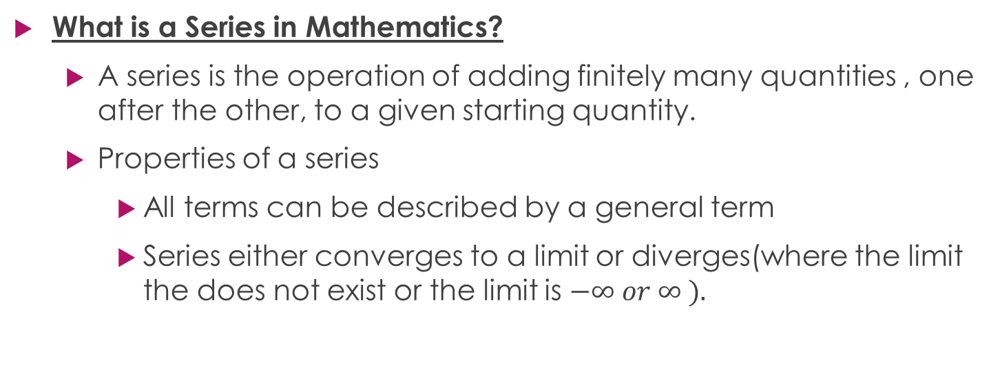 What is a Series in Mathematics?
A series is the operation of adding finitely many quantities , one
after the other, to a given starting quantity.
Properties of a series
All terms can be described by a general term
Series either converges to a limit or diverges(where the limit
the does not exist or the limit is −∞ or ∞ ).